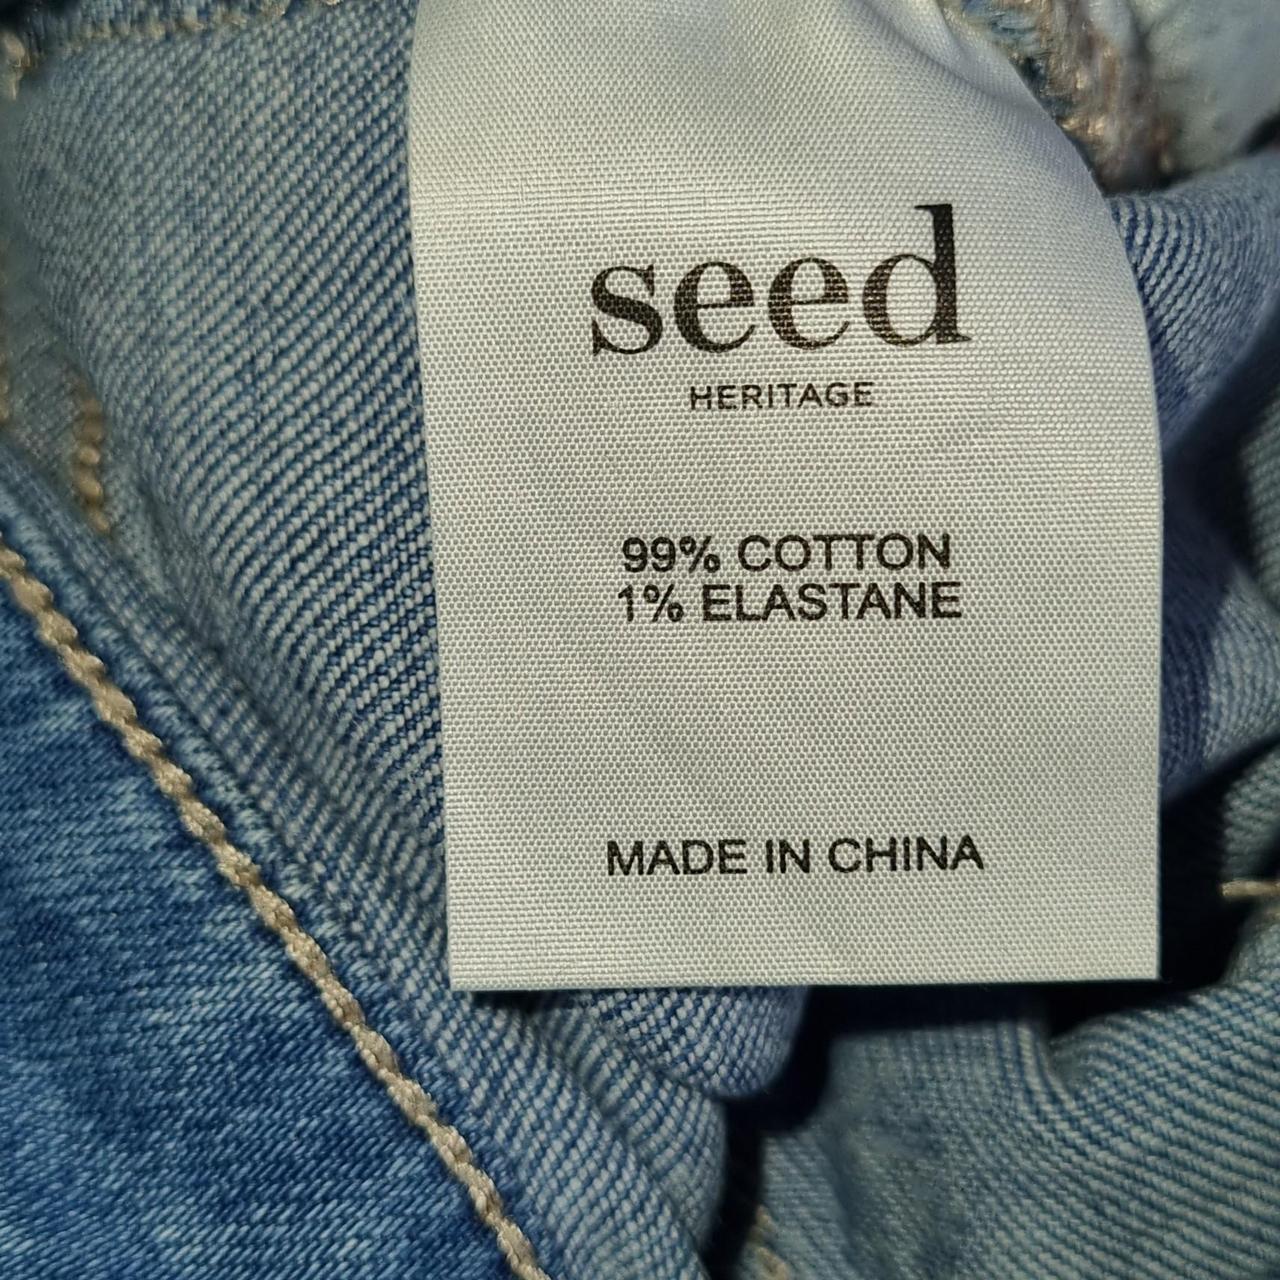 seed
HERITAGE
99% COTTON
1% ELASTANE
MADE IN CHINA